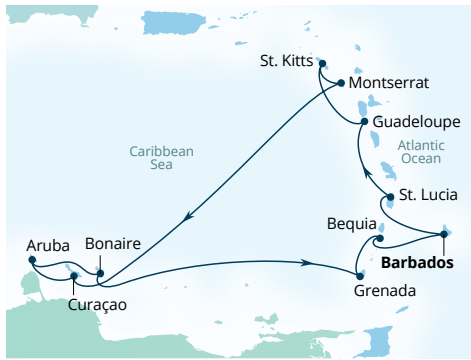 St. Kitts
Montserrat
Guadeloupe
Caribbean
Sea
Atlantic
Ocean
St. Lucia
Bequia
Barbados
Aruba
Bonaire
Curaçao
Grenada